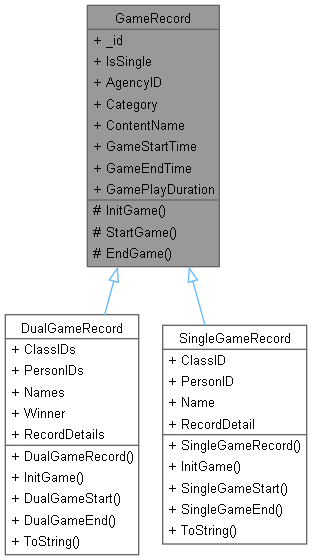 GameRecord
+ _id
+ IsSingle
+ AgencyID
+ Category
+ ContentName
+ GameStartTime
+ GameEndTime
+ GamePlayDuration
# InitGame()
# StartGame()
# EndGame()
DualGameRecord
+ ClassIDs
+ PersonIDs
+ Names
+ Winner
+ RecordDetails
+ DualGameRecord()
+ InitGame()
+ DualGameStart()
+ DualGameEnd()
+ ToString()
SingleGameRecord
+ ClassID
+ PersonID
+ Name
+ RecordDetail
+ SingleGameRecord()
+ InitGame()
+ SingleGameStart()
+ SingleGameEnd()
+ ToString()